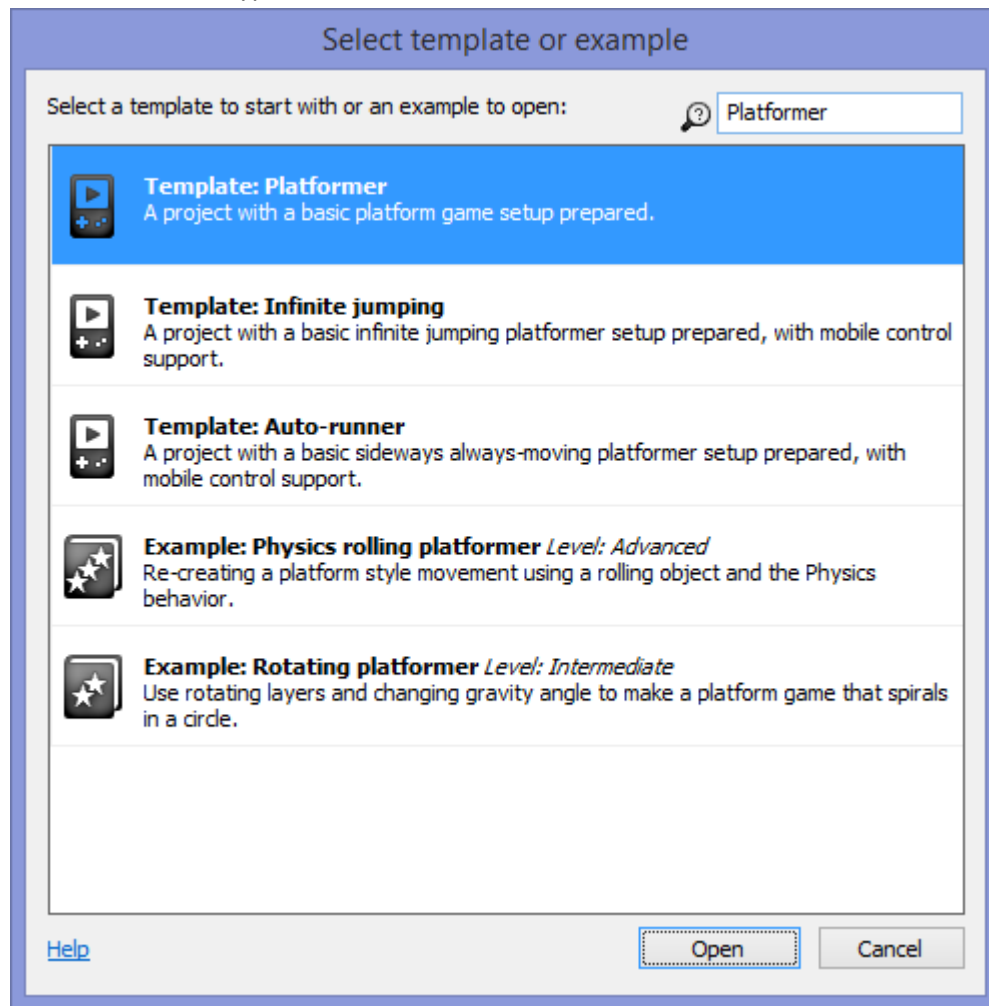 Select template or example
Select a template to start with or an example to open:
Platformer
Template: Platformer
A project with a basic platform game setup prepared.
Template: Infinite jumping
A project with a basic infinite jumping platformer setup prepared, with mobile control
support.
Template: Auto-runner
A project with a basic sideways always-moving platformer setup prepared, with
mobile control support.
Example: Physics rolling platformer Level: Advanced
Re-creating a platform style movement using a rolling object and the Physics
behavior.
Example: Rotating platformer Level: Intermediate
Use rotating layers and changing gravity angle to make a platform game that spirals
in a circle.
Help
Open
Cancel